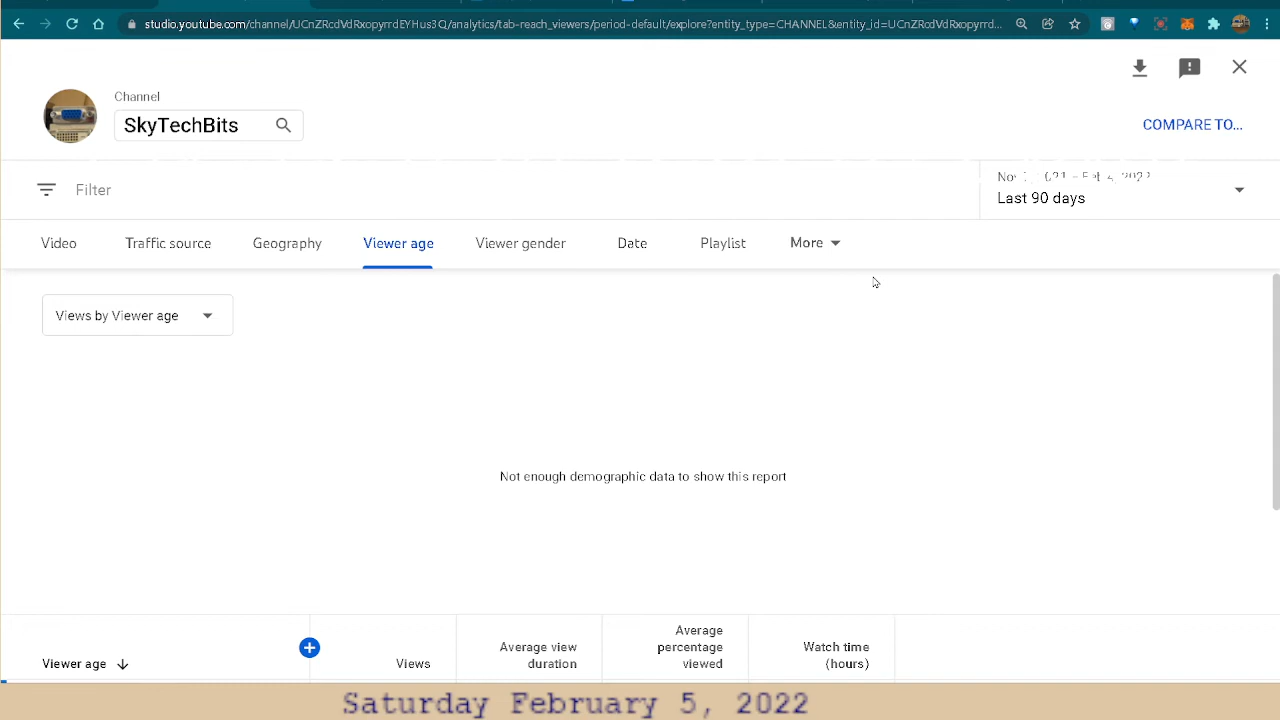 studio.youtube.com/channel/UCnZRcdVdRxopyrrdEYHus3Q/analytics/tab-reach_viewers/period-default/explore?entity_type=CHANNEL&entity_id=UCnZRcdVdRxopyrrd...
Channel
SkyTechBits
COMPARE TO...
Filter
Last 90 days
Video Traffic source Geography Viewer age Viewer gender Date Playlist More
Views by Viewer age
Not enough demographic data to show this report
Viewer age Views Average view duration Average percentage viewed Watch time (hours)
Saturday February 5, 2022